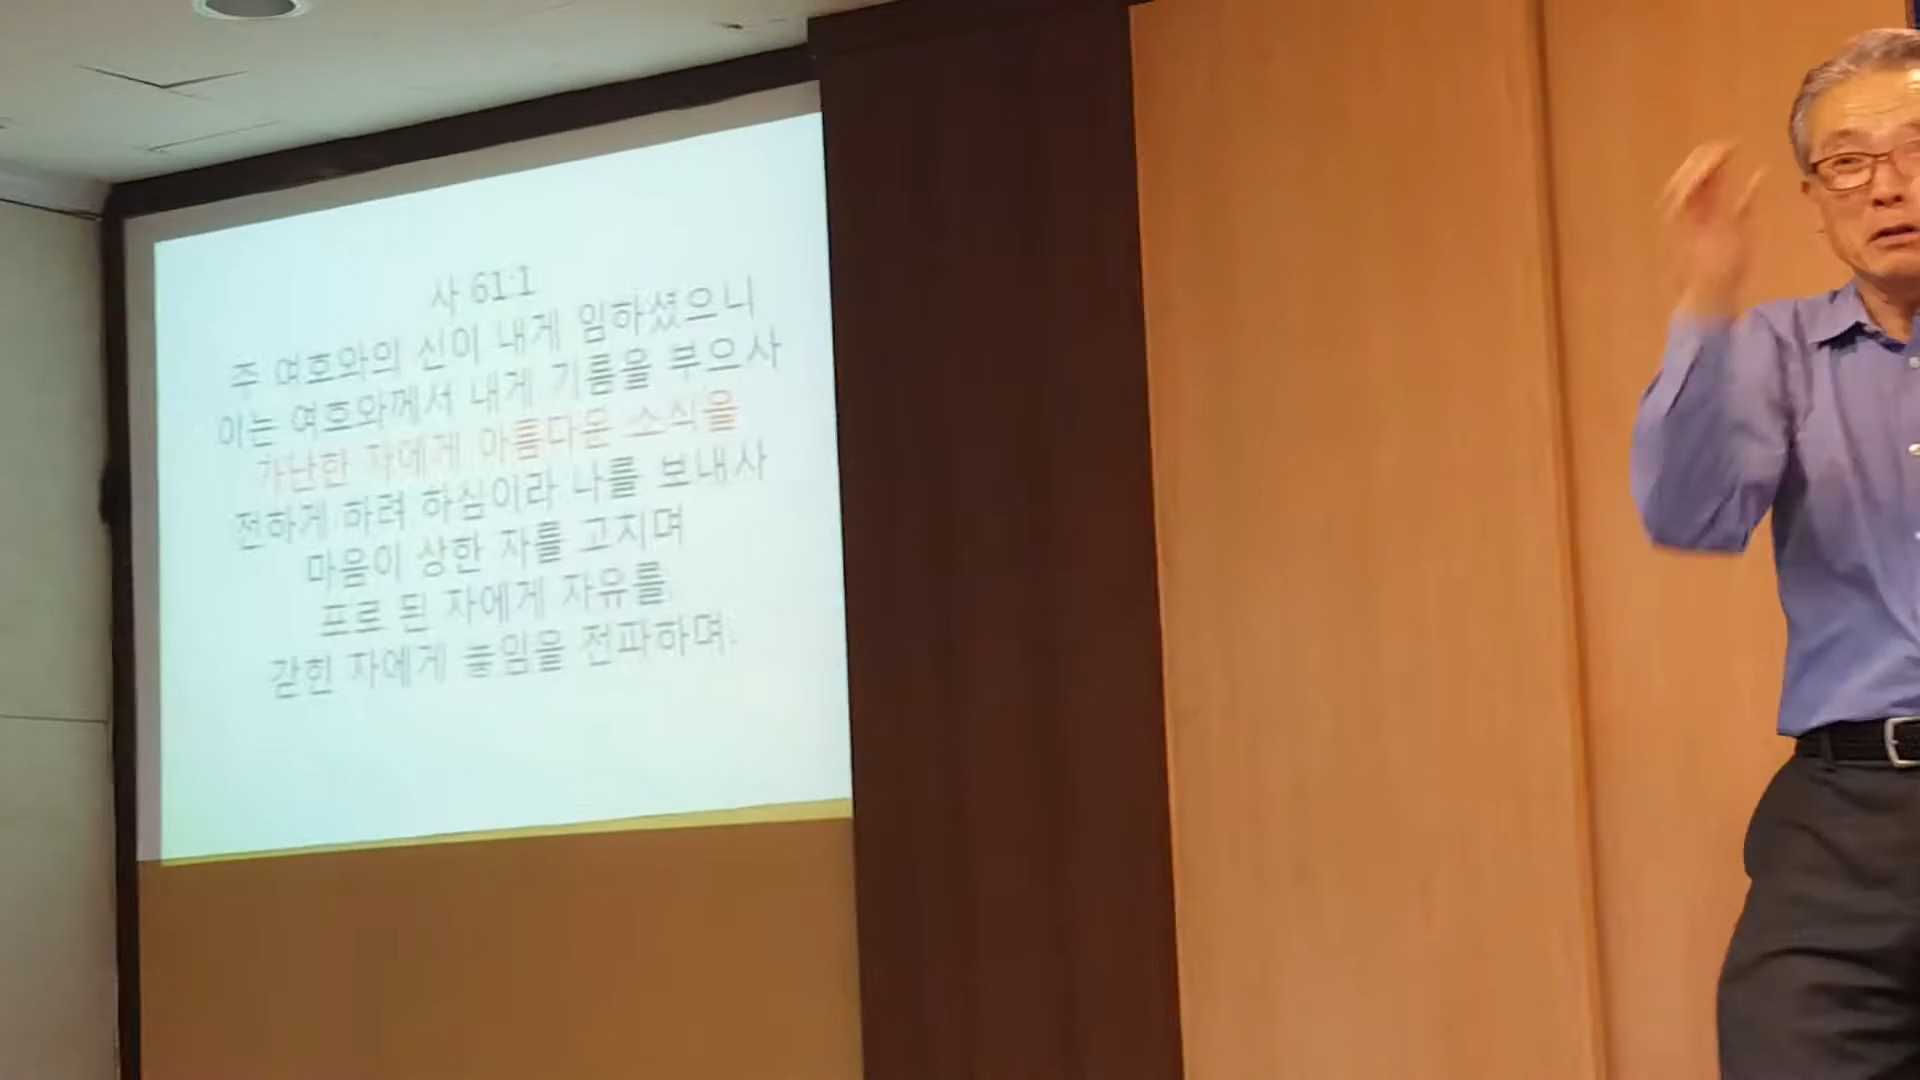 사 61:1
주 여호와의 신이 내게 임하셨으니
이는 여호와께서 내게 기름을 부으사
가난한 자에게 아름다운 소식을
전하게 하려 하심이라 나를 보내사
마음이 상한 자를 고치며
포로 된 자에게 자유를,
갇힌 자에게 놓임을 전파하며,